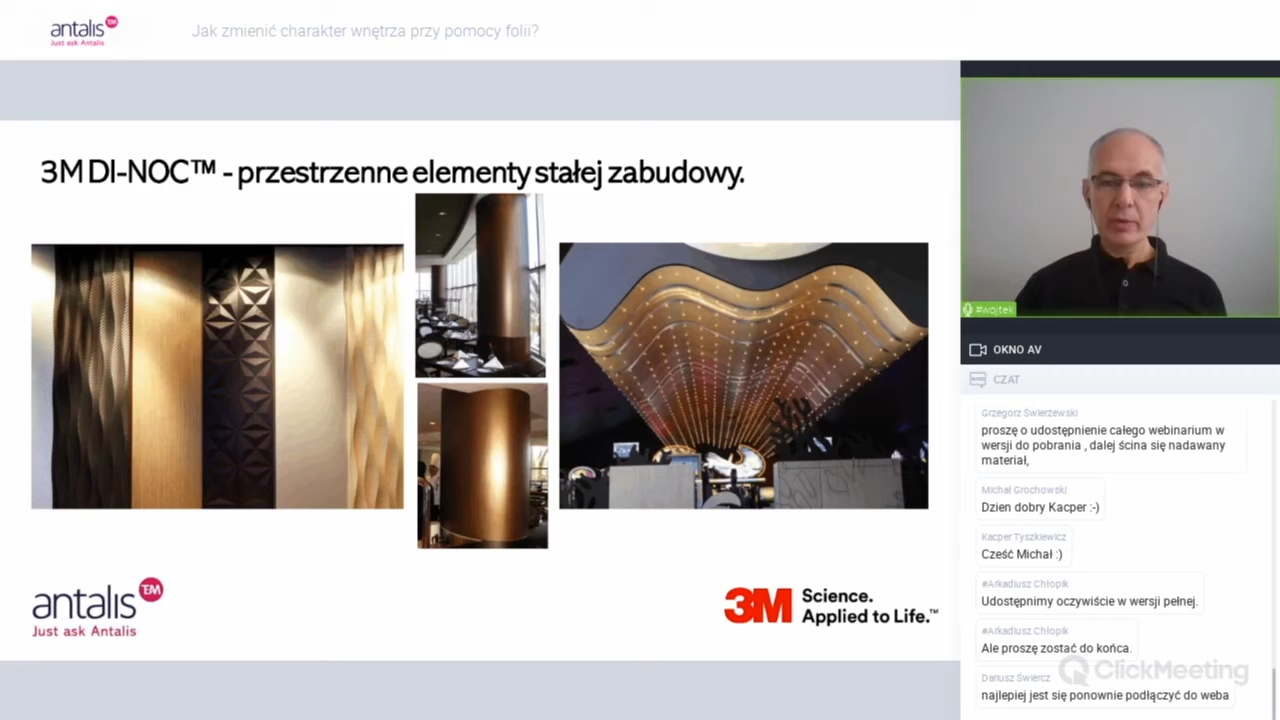 antalis TM
Just ask Antalis
Jak zmienić charakter wnętrza przy pomocy folii?
3M DI-NOC™ - przestrzenne elementy stałej zabudowy.
antalis TM
Just ask Antalis
3M Science.
Applied to Life.™
#wojtek
OKNO AV
CZAT
Grzegorz Świerzewski
proszę o udostępnienie całego webinarium w
wersji do pobrania , dalej ścina się nadawany
materiał,
Michał Grochowski
Dzien dobry Kacper :-)
Kacper Tyszkiewicz
Cześć Michał :)
#Arkadiusz Chłopik
Udostępnimy oczywiście w wersji pełnej.
#Arkadiusz Chłopik
Ale proszę zostać do końca.
ClickMeeting
Dariusz Świercz
najlepiej jest się ponownie podłączyć do weba